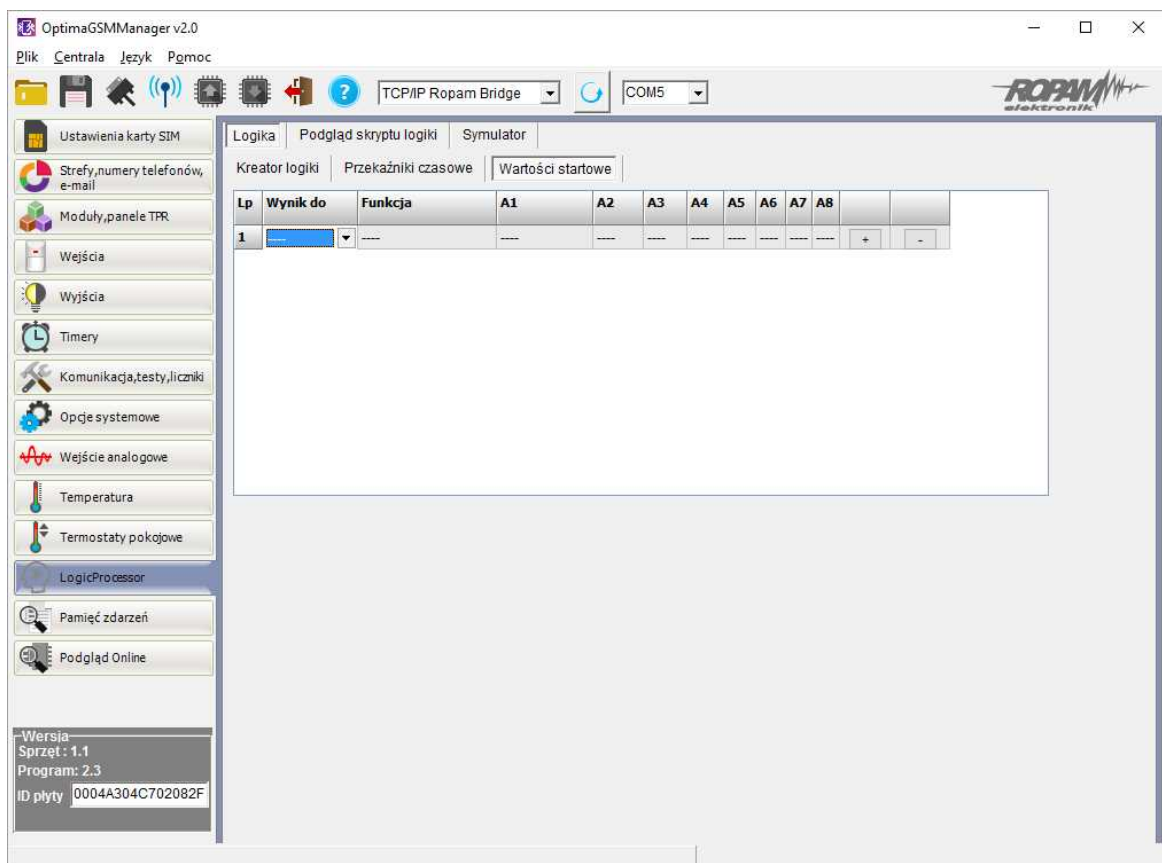 OptimaGSMManager v2.0
Plik Centrala Język Pomoc
TCP/IP Ropam Bridge COM5
ROPAM
elektronik
Ustawienia karty SIM
Strefy,numery telefonów,
e-mail
Moduły,panele TPR
Wejścia
Wyjścia
Timery
Komunikacja,testy,liczniki
Opcje systemowe
Wejście analogowe
Temperatura
Termostaty pokojowe
LogicProcessor
Pamięć zdarzeń
Podgląd Online
Wersja
Sprzęt : 1.1
Program: 2.3
ID płyty 0004A304C702082F
Logika Podgląd skryptu logiki Symulator
Kreator logiki Przekaźniki czasowe Wartości startowe
Lp Wynik do Funkcja A1 A2 A3 A4 A5 A6 A7 A8
1 ---- ---- ---- ---- ---- ---- ---- ---- ---- ---- + -